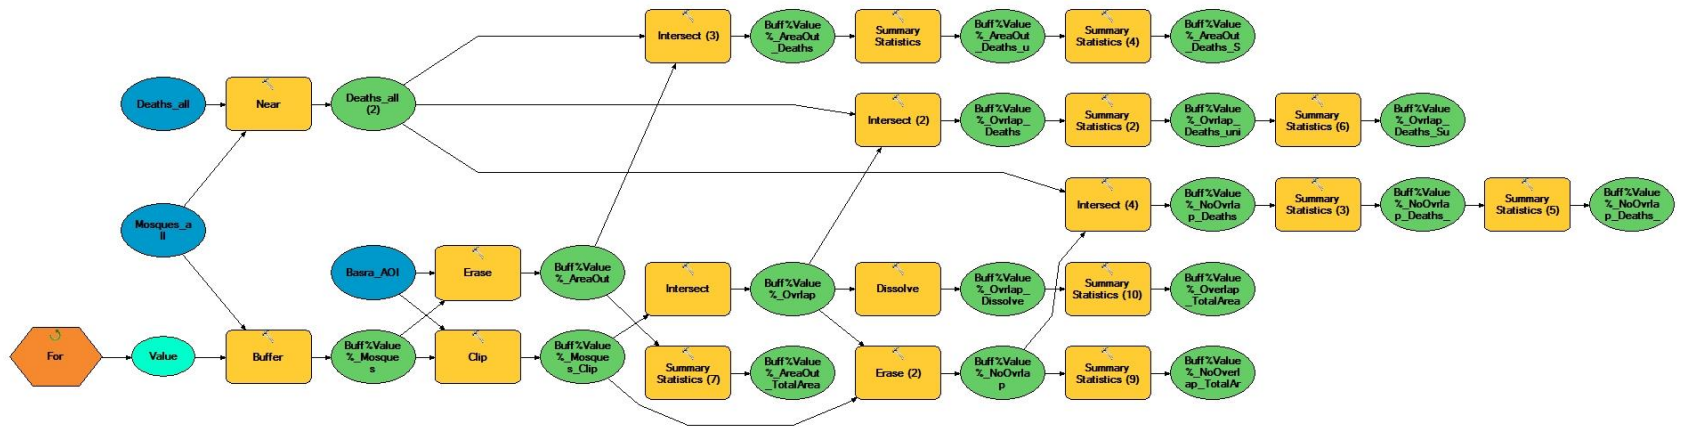 Intersect (3)
Buff%Value
%_AreaOut
_Deaths
Summary
Statistics
Buff%Value
%_AreaOut
_Deaths_u
Summary
Statistics (4)
Buff%Value
%_AreaOut
_Deaths_S
Deaths_all
Near
Deaths_all
(2)
Intersect (2)
Buff%Value
%_Ovrlap_
Deaths
Summary
Statistics (2)
Buff%Value
%_Ovrlap_
Deaths_uni
Summary
Statistics (6)
Buff%Value
%_Ovrlap_
Deaths_Su
Mosques_a
ll
Intersect (4)
Buff%Value
%_NoOvrla
p_Deaths
Summary
Statistics (3)
Buff%Value
%_NoOvrla
p_Deaths_
Summary
Statistics (5)
Buff%Value
%_NoOvrla
p_Deaths_
Basra_AOI
Erase
Buff%Value
%_AreaOut
Intersect
Buff%Value
%_Ovrlap
Dissolve
Buff%Value
%_Ovrlap_
Dissolve
Summary
Statistics (10)
Buff%Value
%_Overlap
_TotalArea
For
Value
Buffer
Buff%Value
%_Mosque
s
Clip
Buff%Value
%_Mosque
s_Clip
Summary
Statistics (7)
Buff%Value
%_AreaOut
_TotalArea
Erase (2)
Buff%Value
%_NoOvrla
p
Summary
Statistics (9)
Buff%Value
%_NoOverl
ap_TotalAr